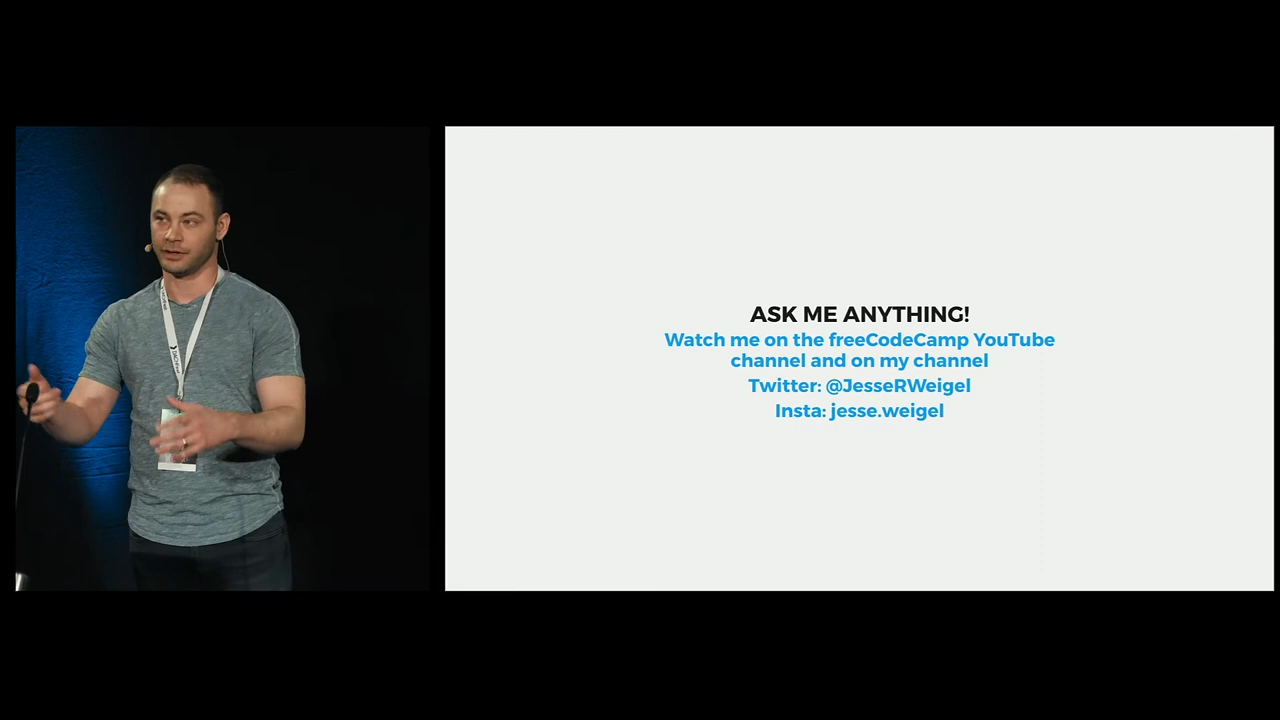 ASK ME ANYTHING!
Watch me on the freeCodeCamp YouTube
channel and on my channel
Twitter: @JesseRWeigel
Insta: jesse.weigel